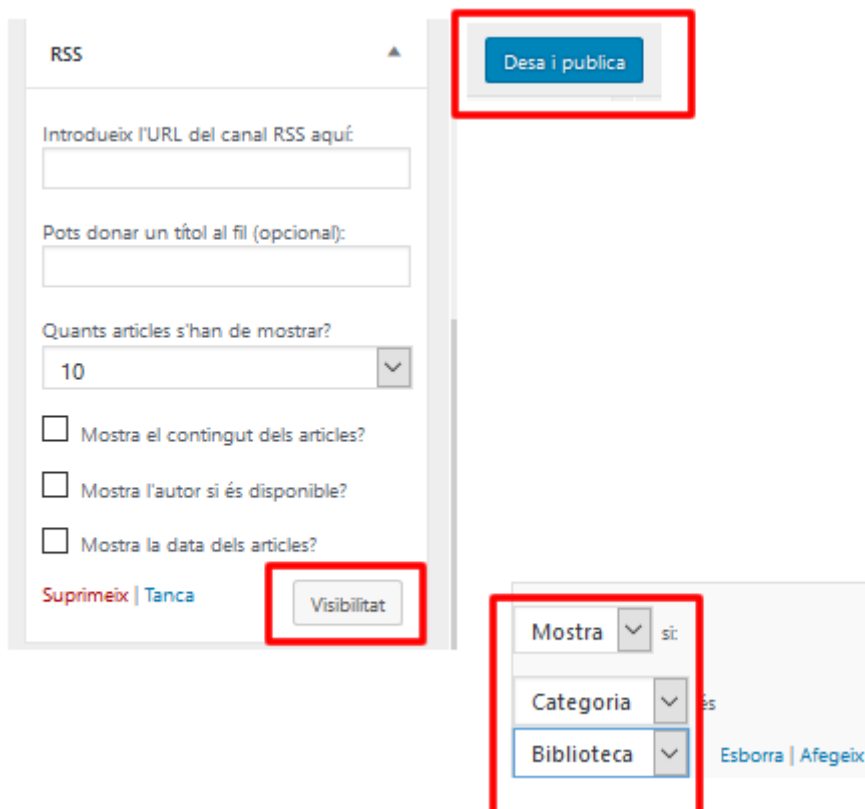 RSS
Desa i publica
Introdueix l'URL del canal RSS aquí:
Pots donar un títol al fil (opcional):
Quants articles s'han de mostrar?
10
Mostra el contingut dels articles?
Mostra l'autor si és disponible?
Mostra la data dels articles?
Suprimeix | Tanca
Visibilitat
Mostra si:
Categoria és
Biblioteca Esborra | Afegeix